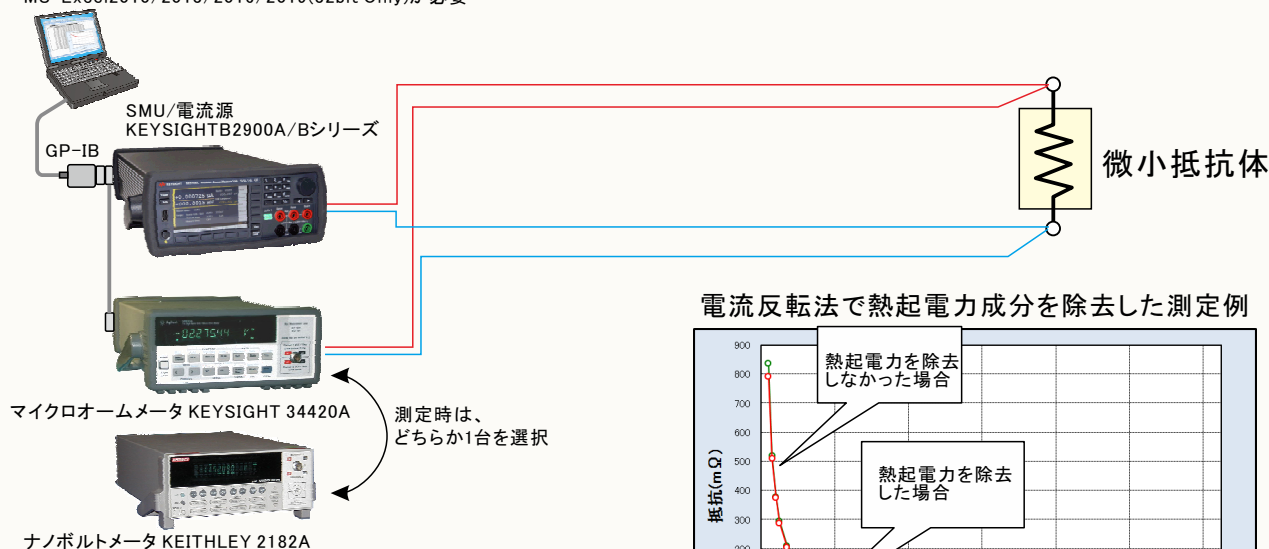 SMU/電流源
KEYSIGHTB2900A/Bシリーズ
GP-IB
微小抵抗体
マイクロオームメータ KEYSIGHT 34420A
測定時は、
どちらか1台を選択
ナノボルトメータ KEITHLEY 2182A
電流反転法で熱起電力成分を除去した測定例
熱起電力を除去
しなかった場合
熱起電力を除去
した場合
抵抗(mΩ)
900
800
700
600
500
400
300